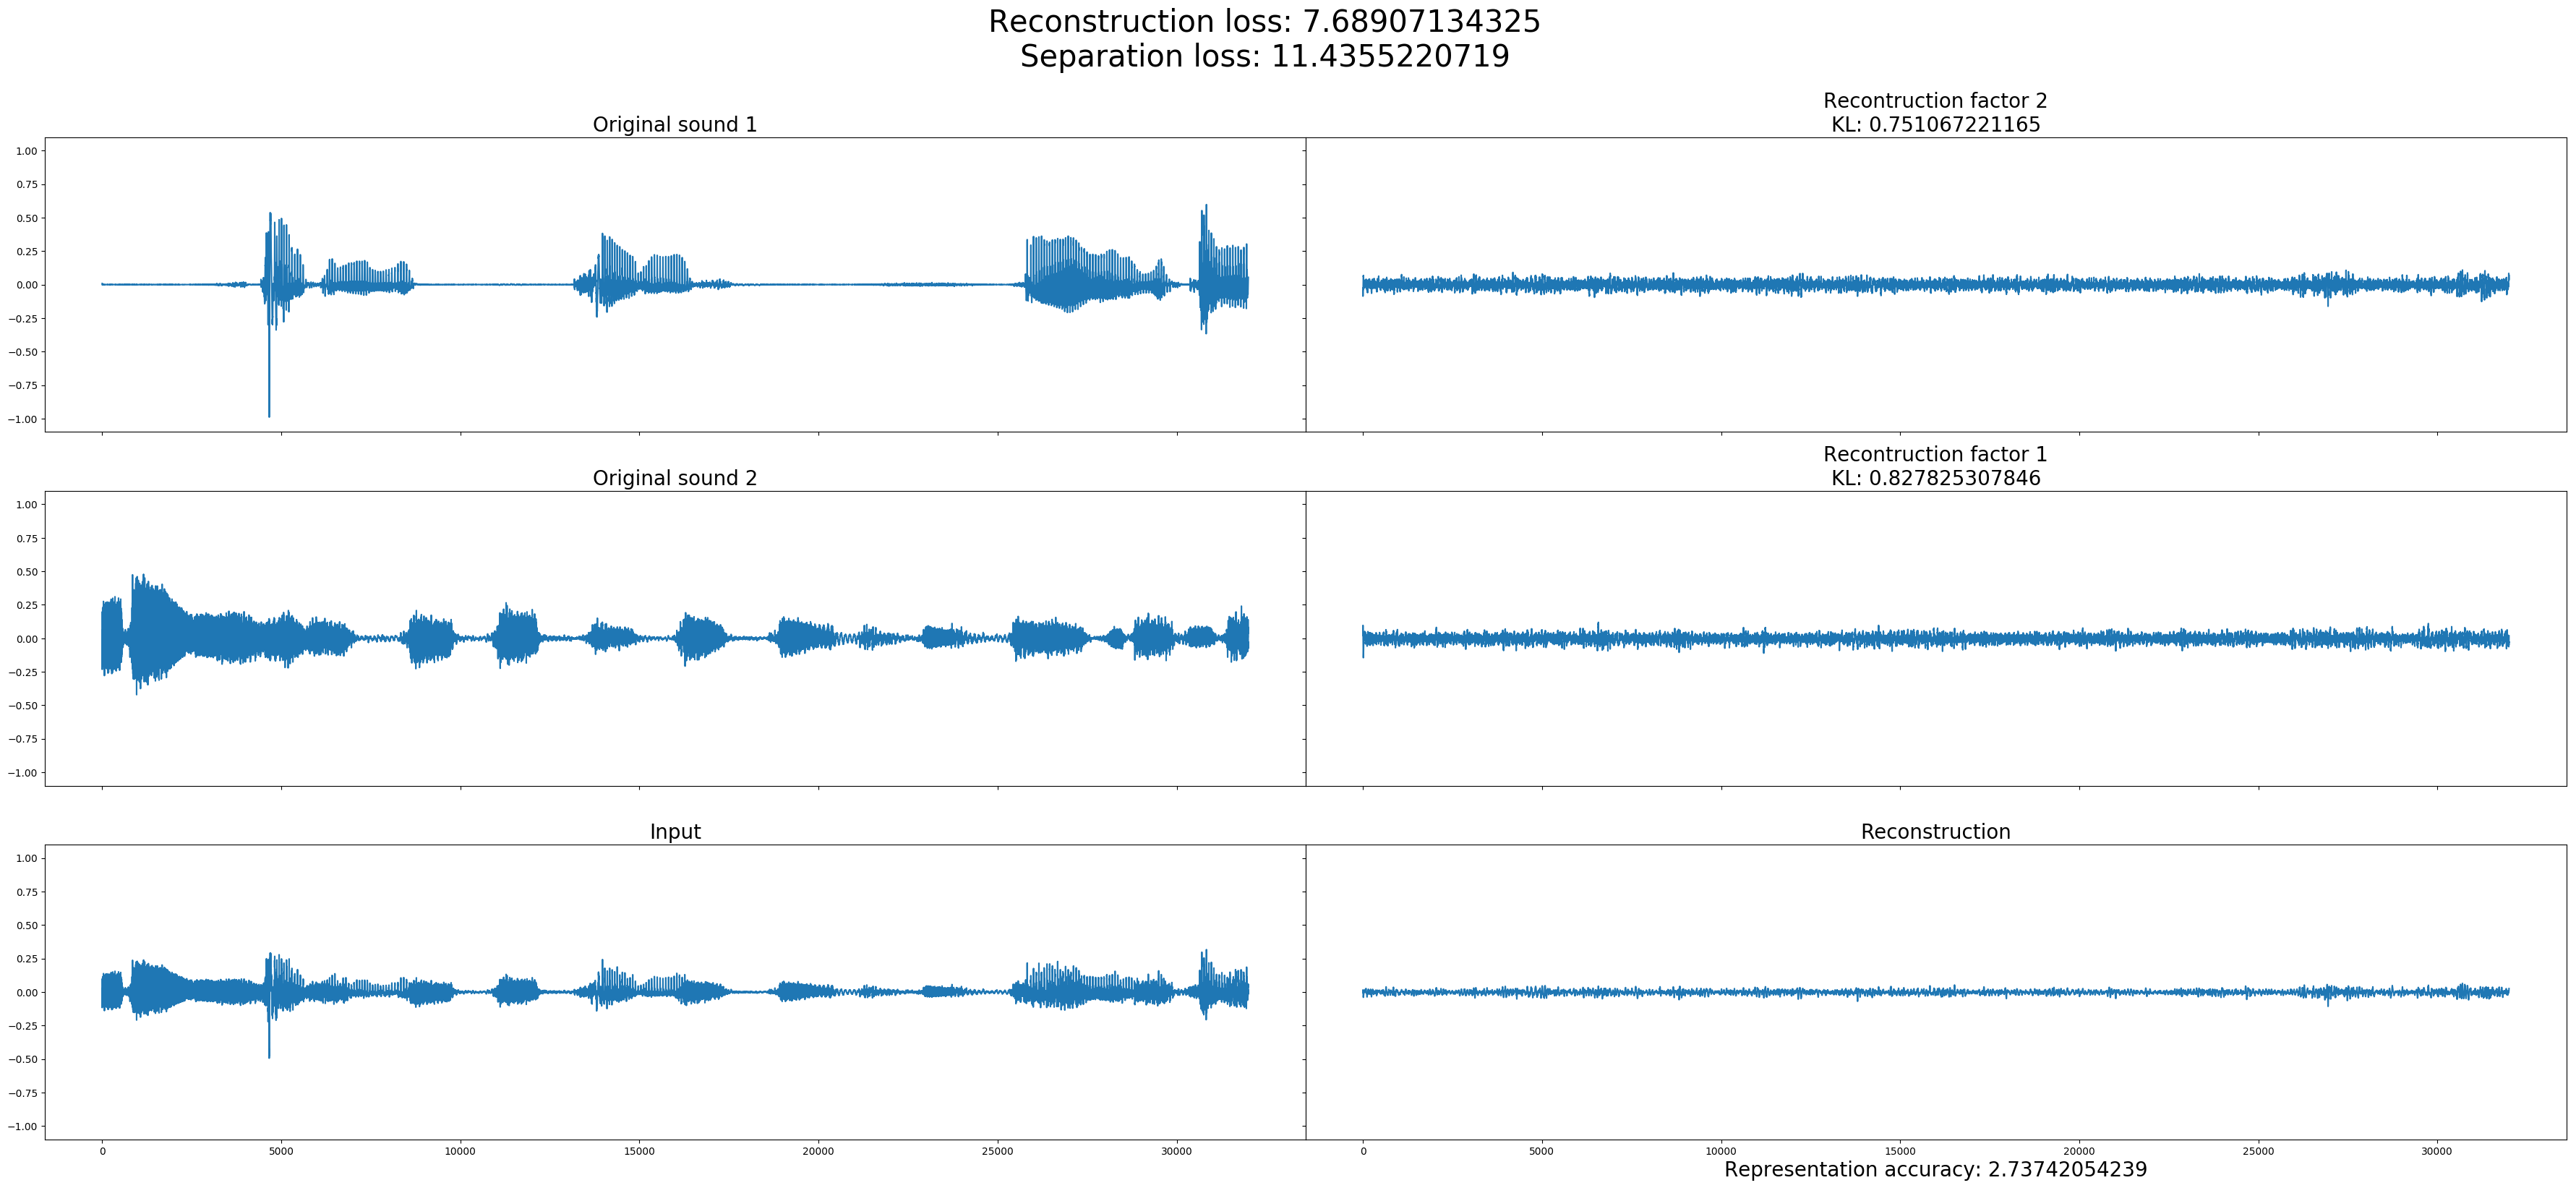 Reconstruction loss: 7.68907134325
Separation loss: 11.4355220719
Original sound 1
1.00
0.75
0.50
0.25
0.00
−0.25
−0.50
−0.75
−1.00
Recontruction factor 2
KL: 0.751067221165
Original sound 2
1.00
0.75
0.50
0.25
0.00
−0.25
−0.50
−0.75
−1.00
Recontruction factor 1
KL: 0.827825307846
Input
1.00
0.75
0.50
0.25
0.00
−0.25
−0.50
−0.75
−1.00
0 5000 10000 15000 20000 25000 30000
Reconstruction
0 5000 10000 15000 20000 25000 30000
Representation accuracy: 2.73742054239